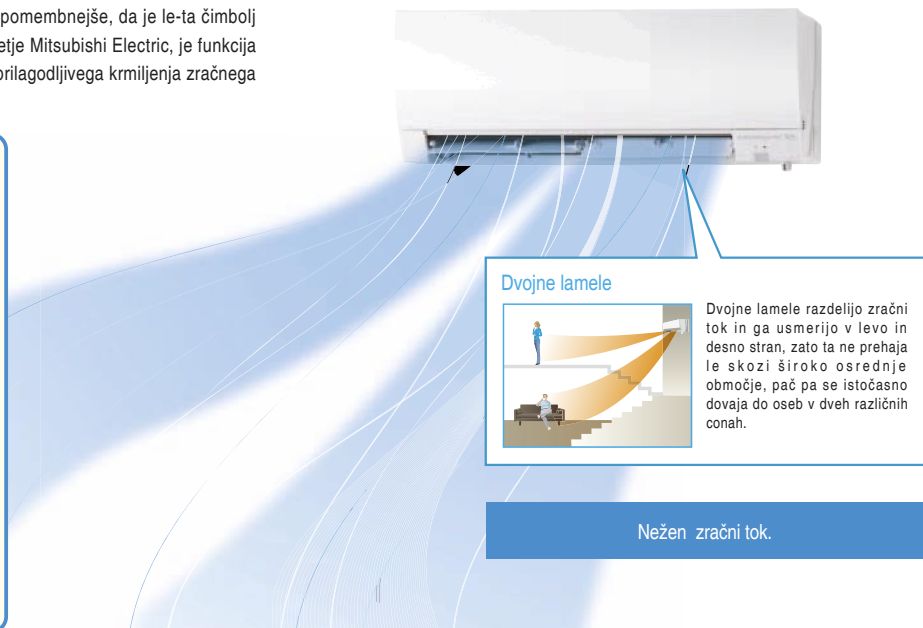 pomembnejše, da je le-ta čimbolj
Mitsubishi Electric, je funkcija
krmiljenja zračnega
Dvojne lamele
Dvojne lamele razdelijo zračni
tok in ga usmerijo v levo in
desno stran, zato ta ne prehaja
le skozi široko osrednje
območje, pač pa se istočasno
dovaja do oseb v dveh različnih
conah.
Nežen zračni tok.